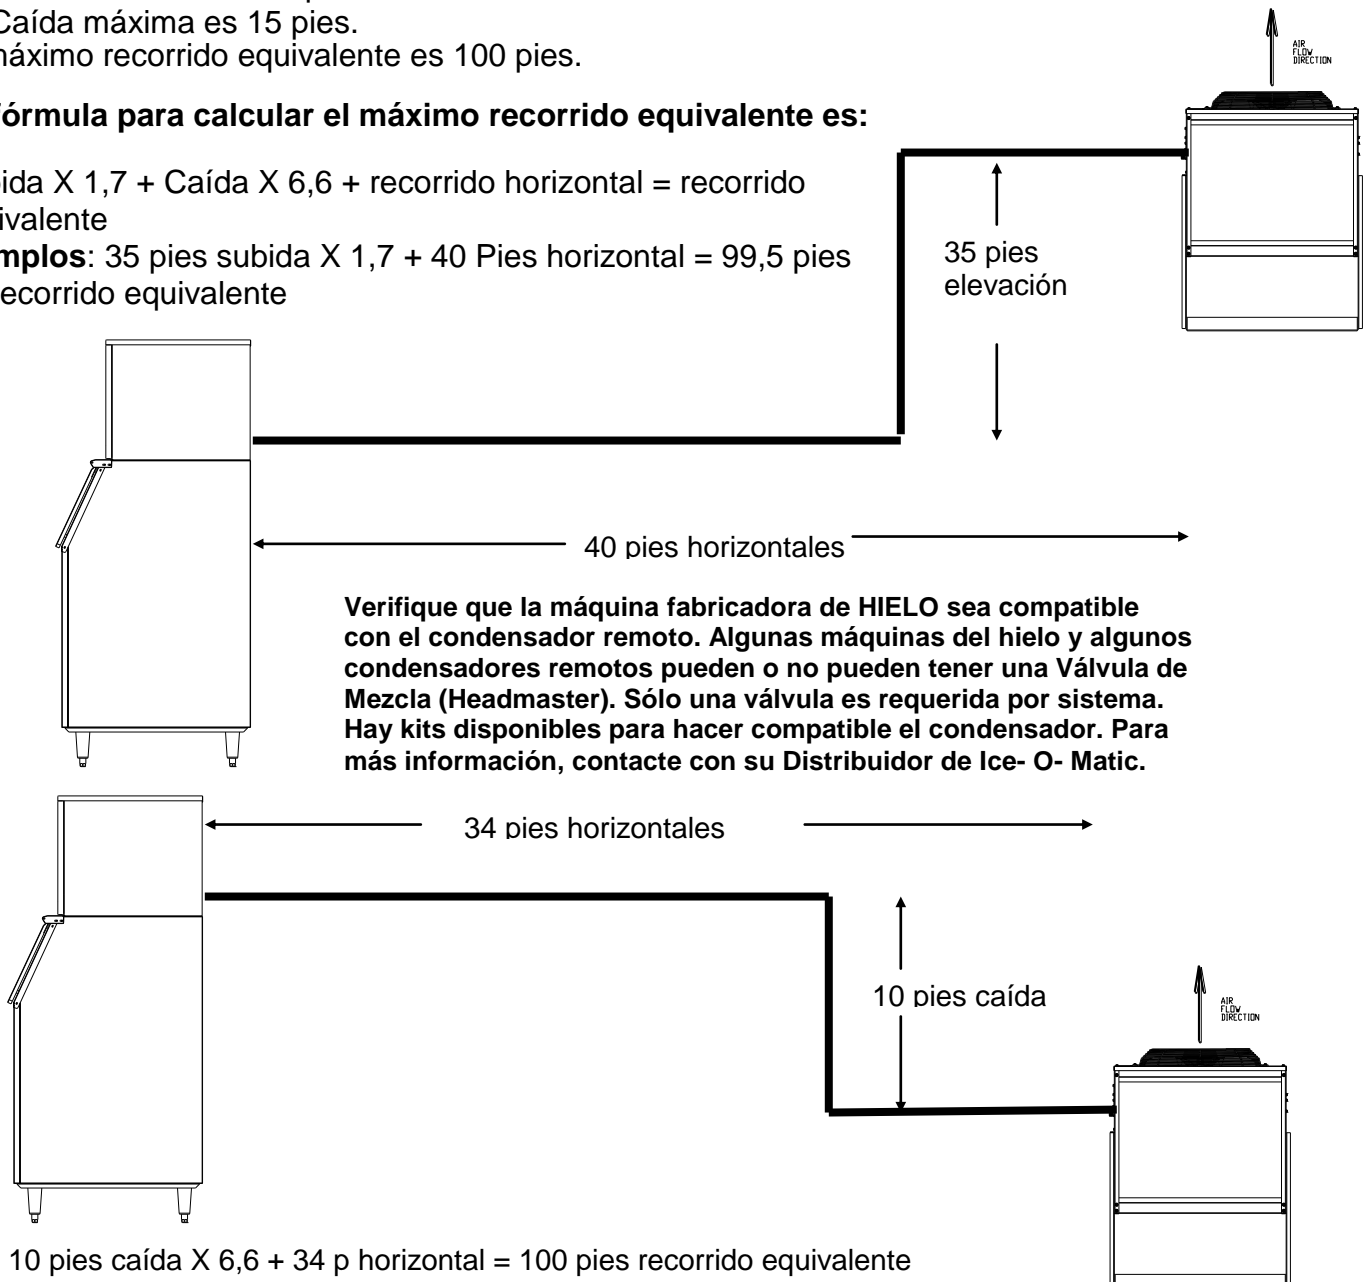 Caída máxima es 15 pies.
máximo recorrido equivalente es 100 pies.
fórmula para calcular el máximo recorrido equivalente es:
ida X 1,7 + Caída X 6,6 + recorrido horizontal = recorrido
ivalente
mplos: 35 pies subida X 1,7 + 40 Pies horizontal = 99,5 pies
recorrido equivalente
AIR
FLOW
DIRECTION
35 pies
elevación
40 pies horizontales
Verifique que la máquina fabricadora de HIELO sea compatible
con el condensador remoto. Algunas máquinas del hielo y algunos
condensadores remotos pueden o no pueden tener una Válvula de
Mezcla (Headmaster). Sólo una válvula es requerida por sistema.
Hay kits disponibles para hacer compatible el condensador. Para
más información, contacte con su Distribuidor de Ice- O- Matic.
34 pies horizontales
10 pies caída
AIR
FLOW
DIRECTION
10 pies caída X 6,6 + 34 p horizontal = 100 pies recorrido equivalente